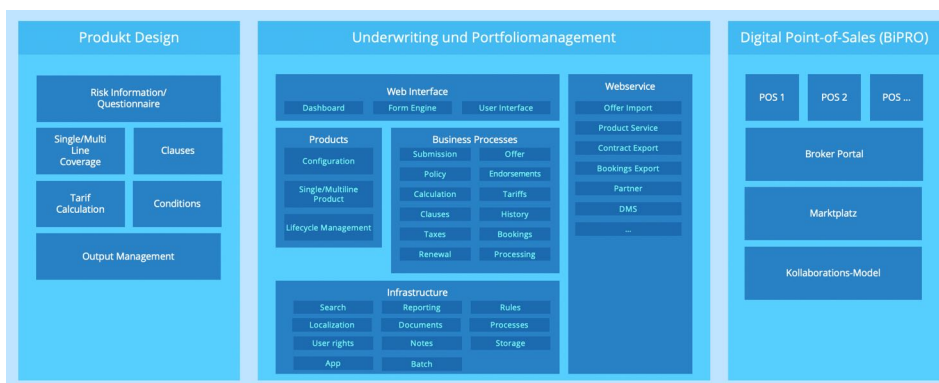 Produkt Design
Risk Information/
Questionnaire
Single/Multi
Line
Coverage
Clauses
Tarif
Calculation
Conditions
Output Management
Underwriting und Portfoliomanagement
Web Interface
Dashboard
Form Engine
User Interface
Products
Configuration
Single/Multiline
Product
Lifecycle Management
Business Processes
Submission
Offer
Policy
Endorsements
Calculation
Tariffs
Clauses
History
Taxes
Bookings
Renewal
Processing
Infrastructure
Search
Reporting
Rules
Localization
Documents
Processes
User rights
Notes
Storage
App
Batch
Webservice
Offer Import
Product Service
Contract Export
Bookings Export
Partner
DMS
...
Digital Point-of-Sales (BiPRO)
POS 1
POS 2
POS ...
Broker Portal
Marktplatz
Kollaborations-Model